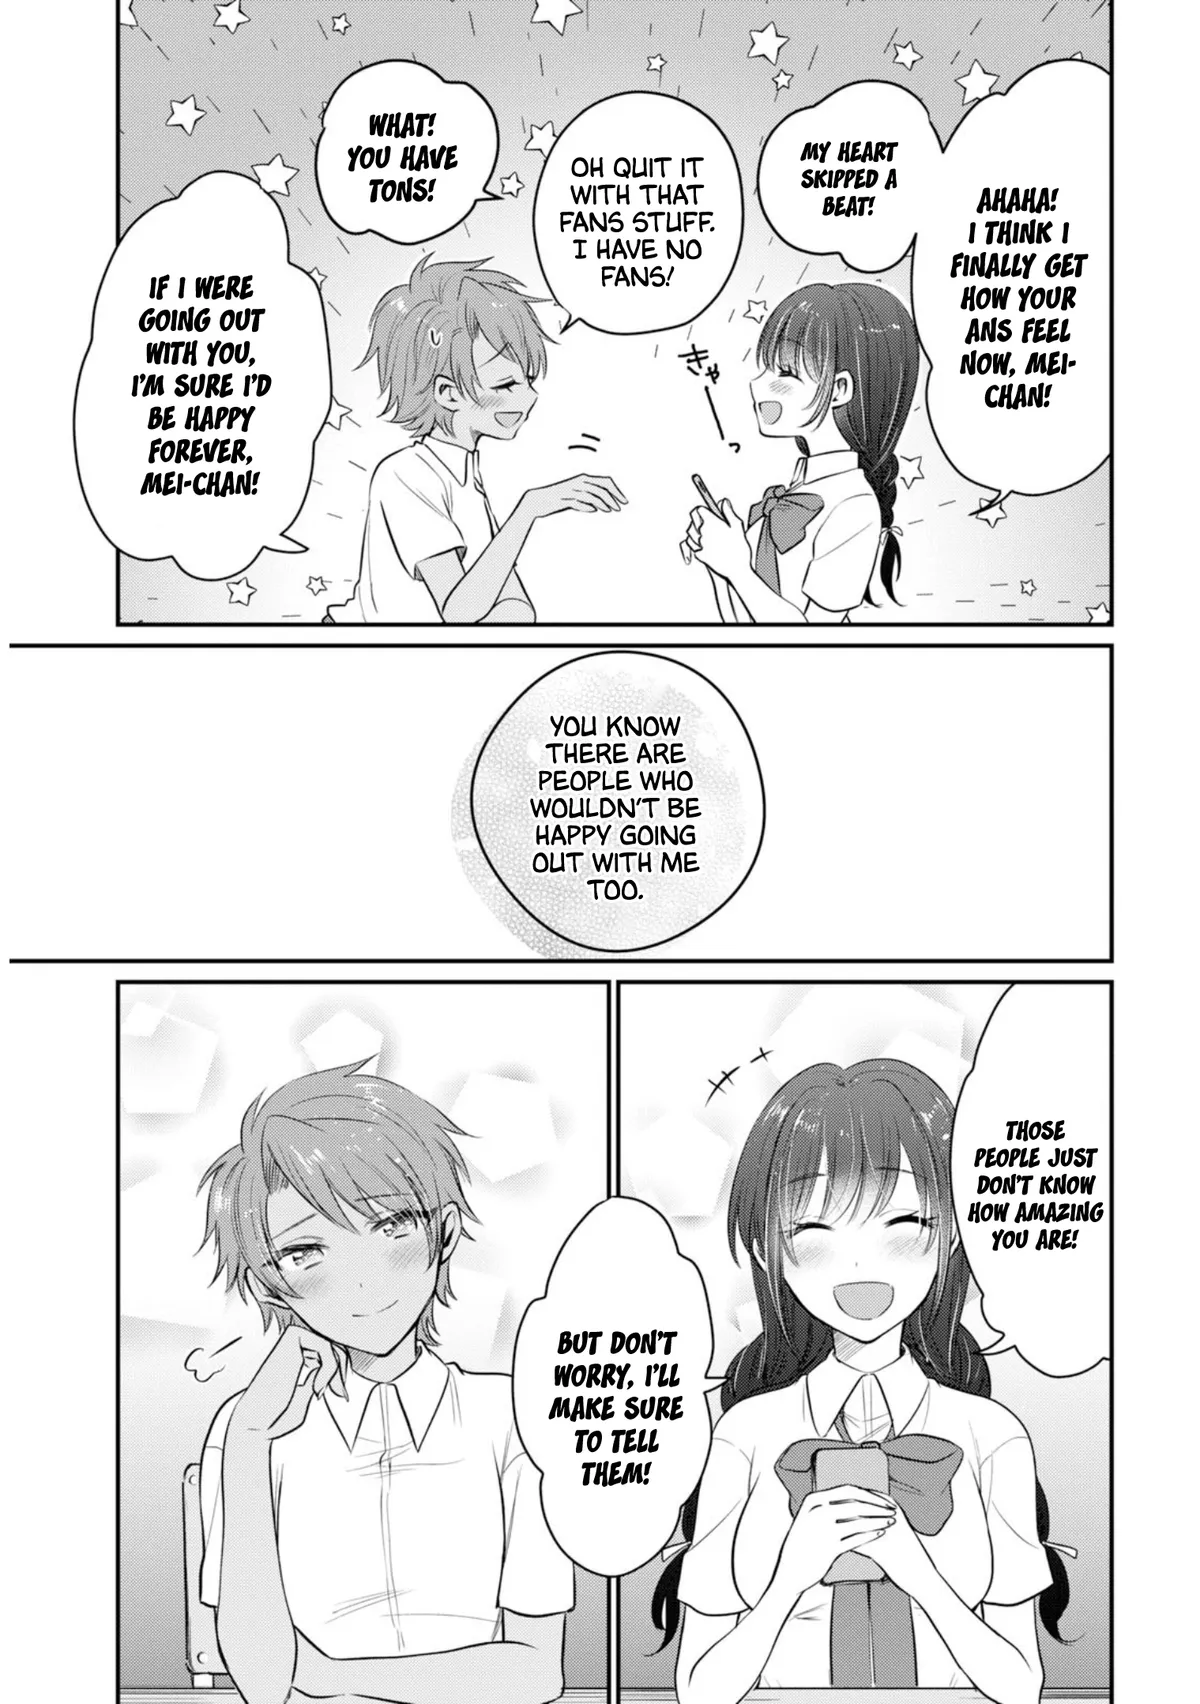 AHAHA!
I THINK I
FINALLY GET
HOW YOUR
ANS FEEL
NOW, MEI-
CHAN!
MY HEART
SKIPPED A
BEAT!
OH QUIT IT
WITH THAT
FANS STUFF.
I HAVE NO
FANS!
WHAT!
YOU HAVE
TONS!
IF I WERE
GOING OUT
WITH YOU,
I'M SURE I'D
BE HAPPY
FOREVER,
MEI-CHAN!
きゃーっ
YOU KNOW
THERE ARE
PEOPLE WHO
WOULDN'T BE
HAPPY GOING
OUT WITH ME
TOO.
THOSE
PEOPLE JUST
DON'T KNOW
HOW AMAZING
YOU ARE!
BUT DON'T
WORRY, I'LL
MAKE SURE
TO TELL
THEM!